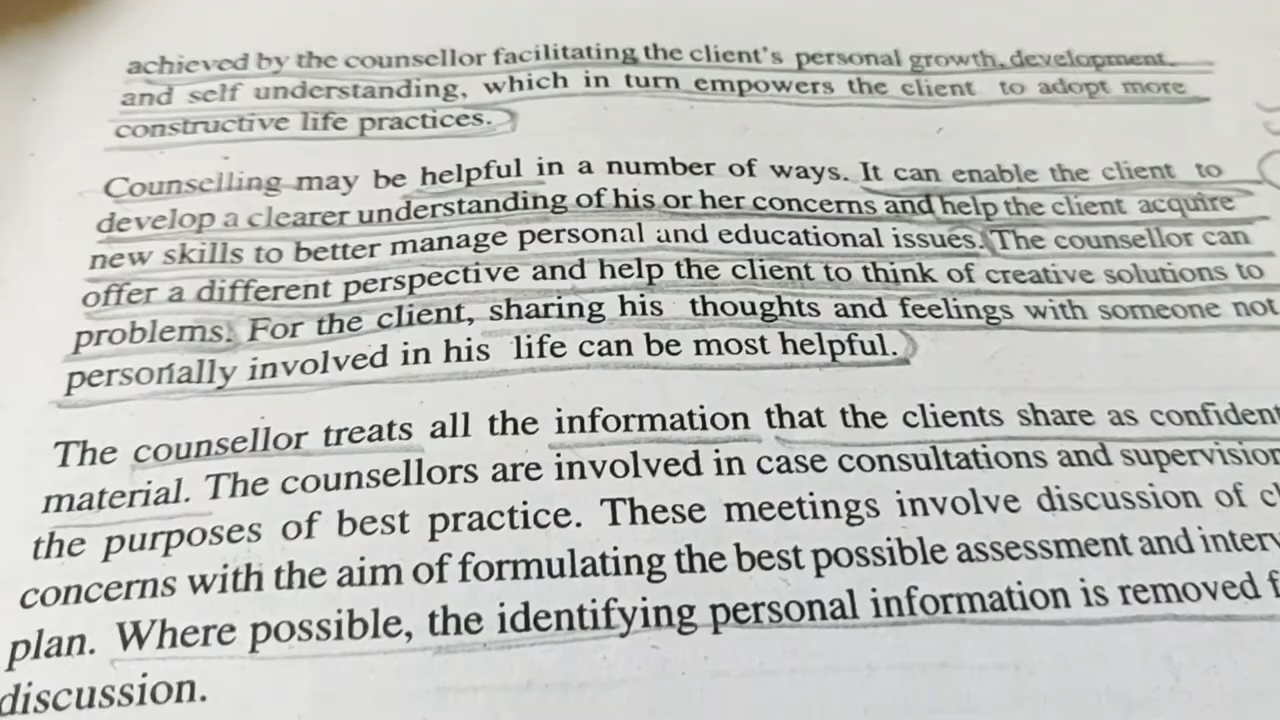 achieved by the counsellor facilitating the client's personal growth, development
and self understanding, which in turn empowers the client to adopt more
constructive life practices.
Counselling may be helpful in a number of ways. It can enable the client to
develop a clearer understanding of his or her concerns and help the client acquire
new skills to better manage personal and educational issues. The counsellor can
offer a different perspective and help the client to think of creative solutions to
problems. For the client, sharing his thoughts and feelings with someone not
personally involved in his life can be most helpful.
The counsellor treats all the information that the clients share as confident
material. The counsellors are involved in case consultations and supervision
the purposes of best practice. These meetings involve discussion of cl
concerns with the aim of formulating the best possible assessment and interv
plan. Where possible, the identifying personal information is removed f
discussion.